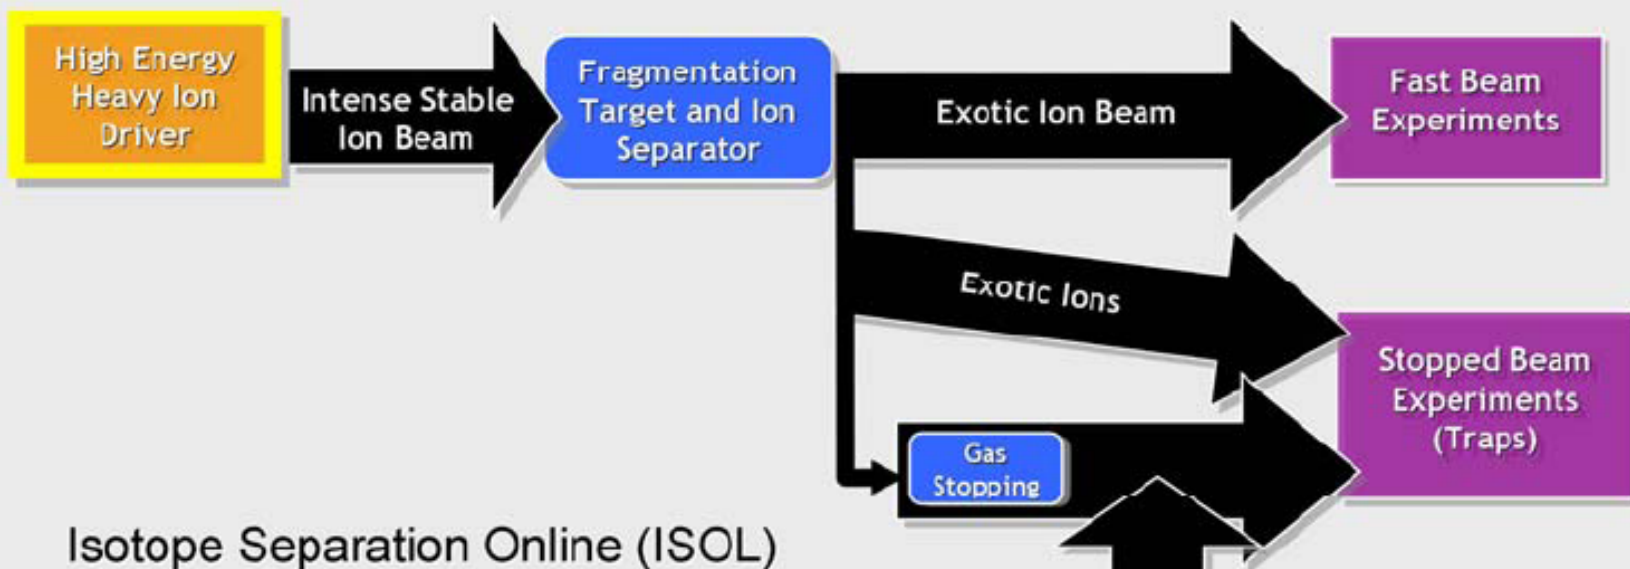 High Energy
Heavy Ion
Driver
Intense Stable
Ion Beam
Fragmentation
Target and Ion
Separator
Exotic Ion Beam
Fast Beam
Experiments
Exotic Ions
Stopped Beam
Experiments
(Traps)
Gas
Stopping
Isotope Separation Online (ISOL)